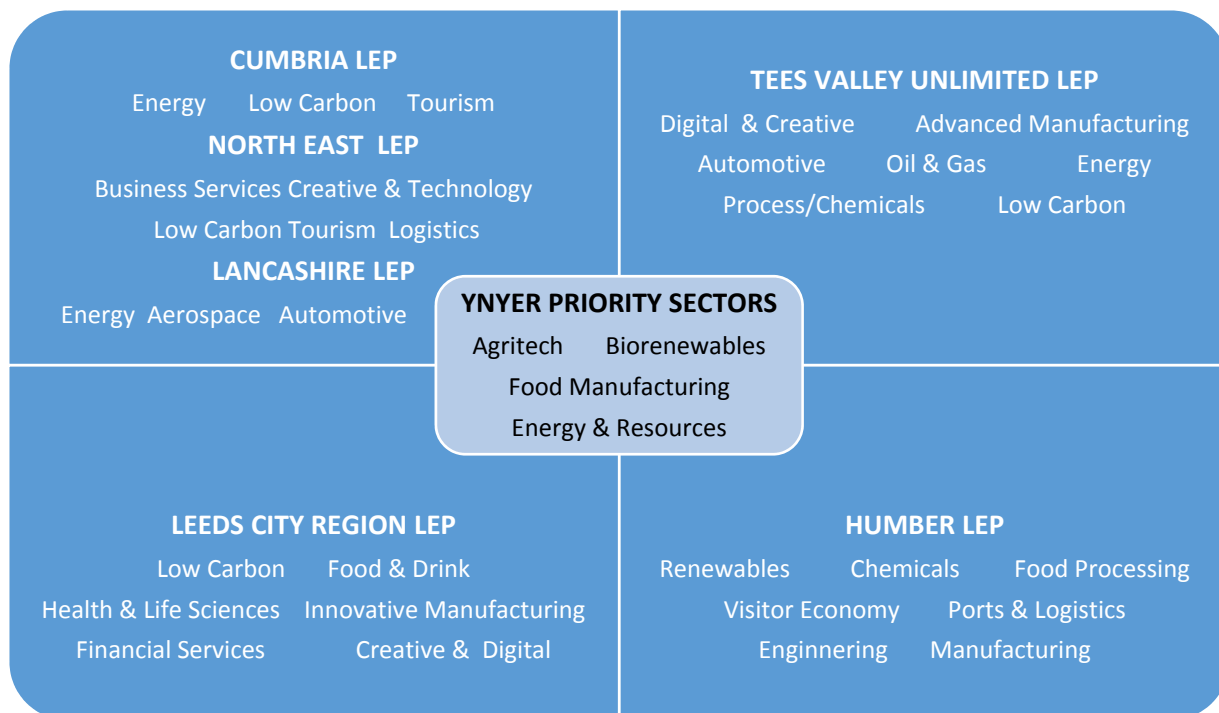 CUMBRIA LEP
Energy Low Carbon Tourism
NORTH EAST LEP
Business Services Creative & Technology
Low Carbon Tourism Logistics
LANCASHIRE LEP
Energy Aerospace Automotive
TEES VALLEY UNLIMITED LEP
Digital & Creative Advanced Manufacturing
Automotive Oil & Gas Energy
Process/Chemicals Low Carbon
YNYER PRIORITY SECTORS
Agritech Biorenewables
Food Manufacturing
Energy & Resources
LEEDS CITY REGION LEP
Low Carbon Food & Drink
Health & Life Sciences Innovative Manufacturing
Financial Services Creative & Digital
HUMBER LEP
Renewables Chemicals Food Processing
Visitor Economy Ports & Logistics
Enginnering Manufacturing